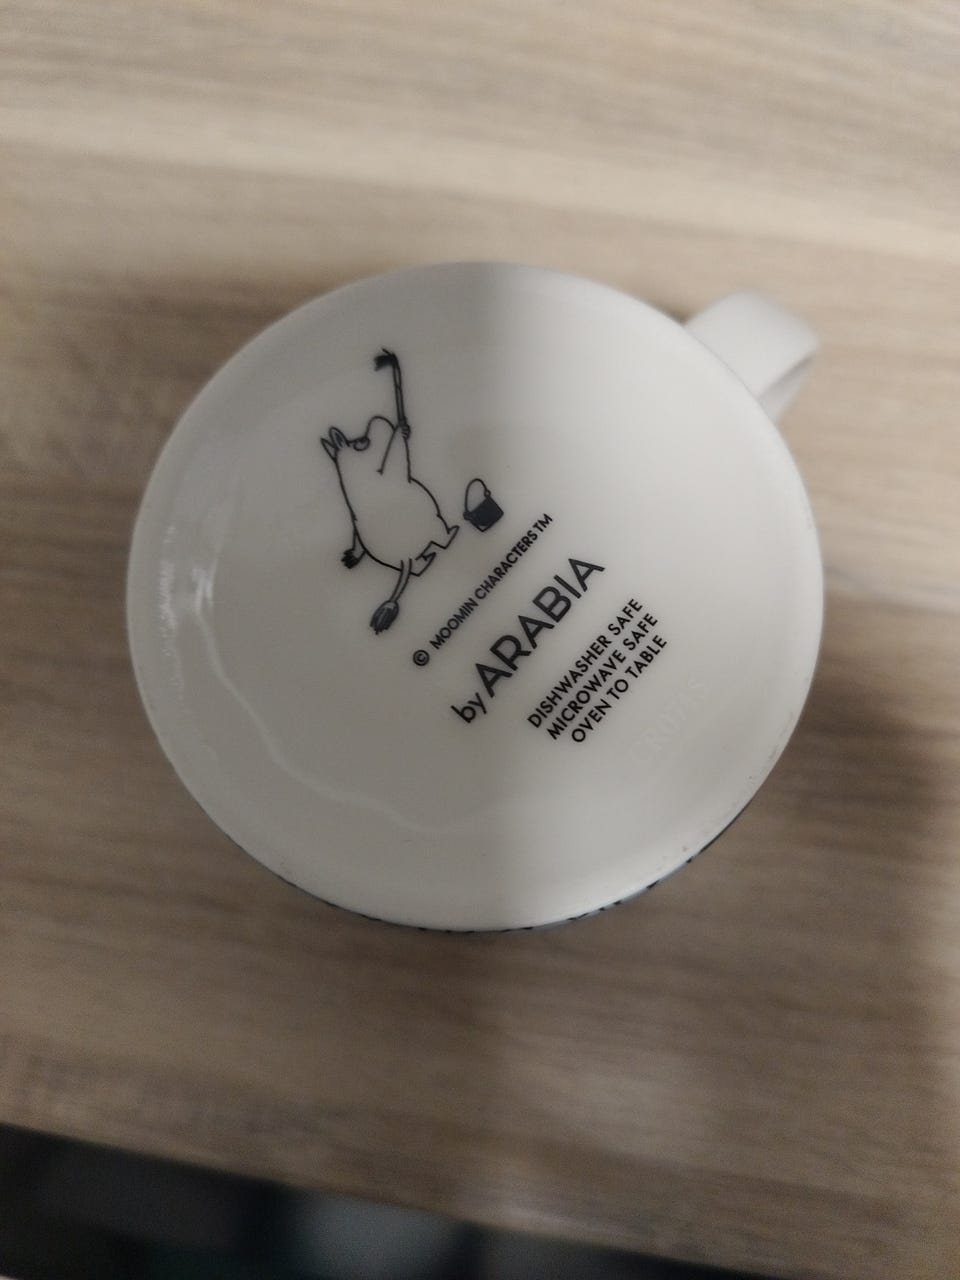 © MOOMIN CHARACTERS™
by ARABIA
DISHWASHER SAFE
MICROWAVE SAFE
OVEN TO TABLE